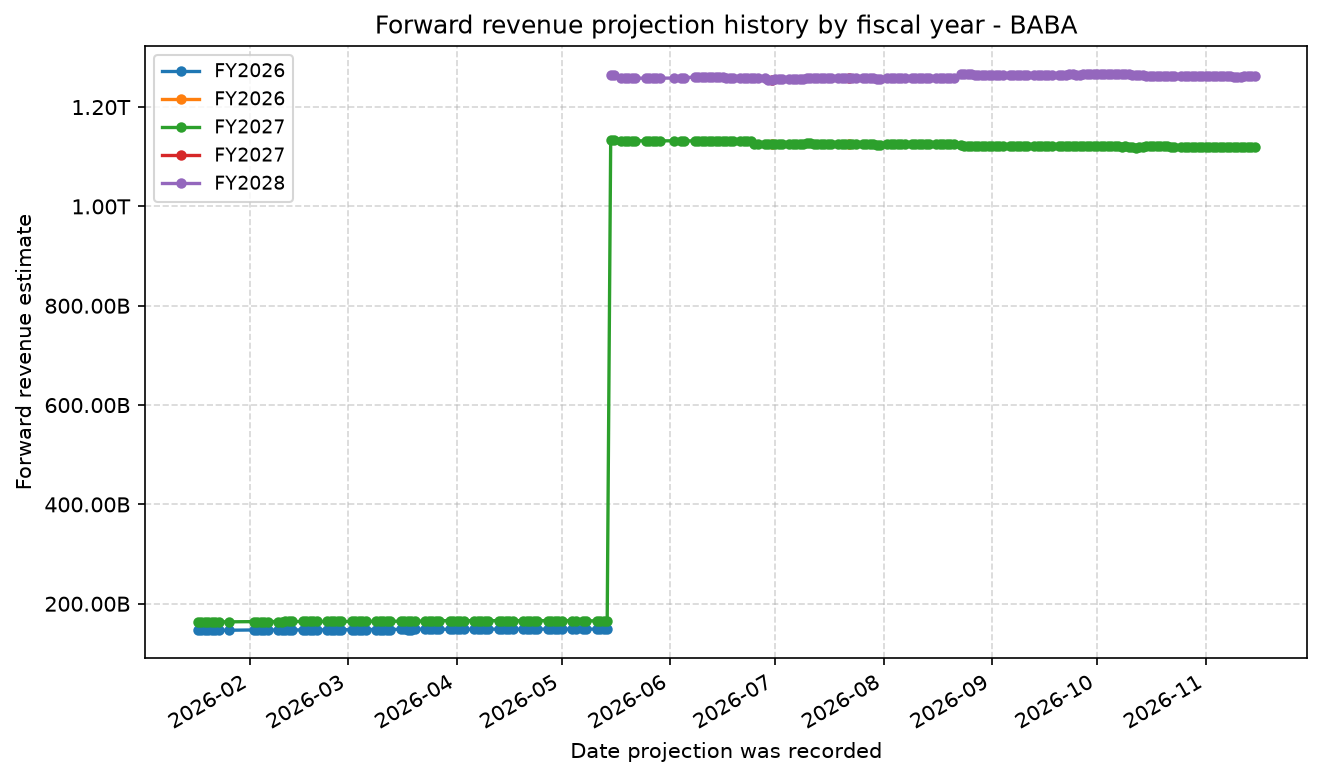 Forward revenue projection history by fiscal year - BABA
FY2026
FY2026
FY2027
FY2027
FY2028
1.20T
1.00T
800.00B
600.00B
400.00B
200.00B
Forward revenue estimate
2026-02
2026-03
2026-04
2026-05
2026-06
2026-07
2026-08
2026-09
2026-10
2026-11
Date projection was recorded